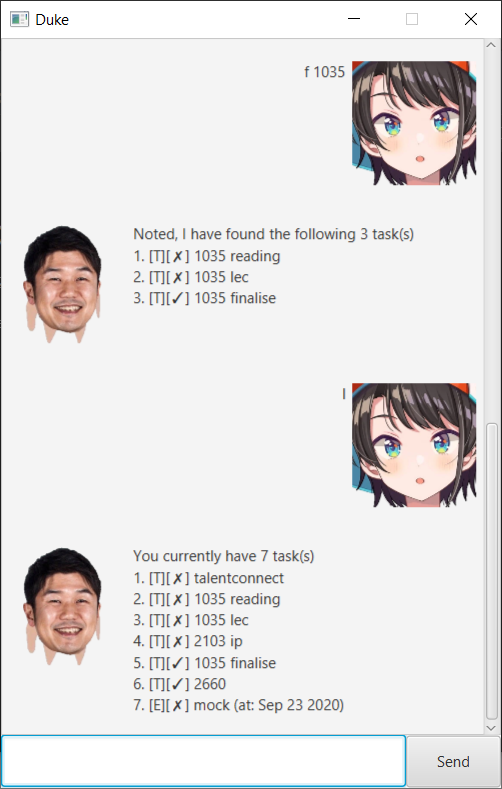 Duke
f 1035
Noted, I have found the following 3 task(s)
1. [T][✗] 1035 reading
2. [T][✗] 1035 lec
3. [T][✓] 1035 finalise
l
You currently have 7 task(s)
1. [T][✗] talentconnect
2. [T][✗] 1035 reading
3. [T][✗] 1035 lec
4. [T][✗] 2103 ip
5. [T][✓] 1035 finalise
6. [T][✓] 2660
7. [E][✗] mock (at: Sep 23 2020)
Send